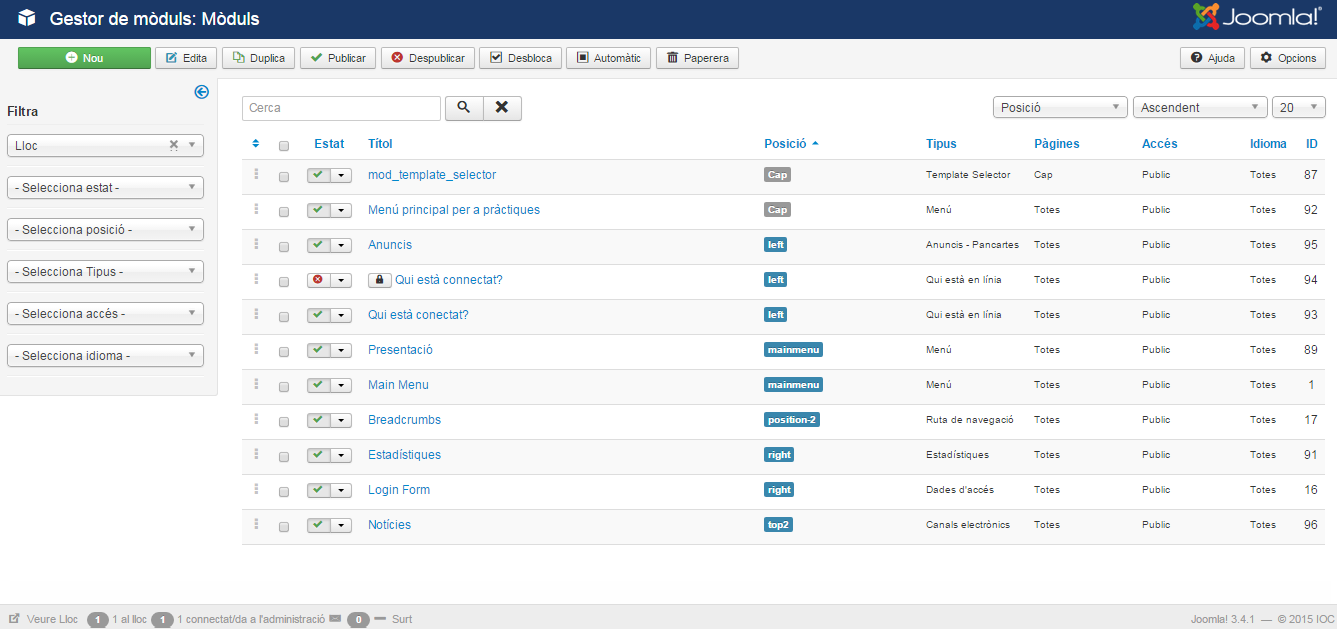 Gestor de mòduls: Mòduls
Joomla!®
Nou Edita Duplica Publicar Despublicar Desbloca Automàtic Paperera Ajuda Opcions
Filtra
Lloc
- Selecciona estat -
- Selecciona posició -
- Selecciona Tipus -
- Selecciona accés -
- Selecciona idioma -
Cerca Posició Ascendent 20
Estat Títol Posició Tipus Pàgines Accés Idioma ID
mod_template_selector Cap Template Selector Cap Public Totes 87
Menú principal per a pràctiques Cap Menú Totes Public Totes 92
Anuncis left Anuncis - Pancartes Totes Public Totes 95
Qui està connectat? left Qui està en línia Totes Public Totes 94
Qui està conectat? left Qui està en línia Totes Public Totes 93
Presentació mainmenu Menú Totes Public Totes 89
Main Menu mainmenu Menú Totes Public Totes 1
Breadcrumbs position-2 Ruta de navegació Totes Public Totes 17
Estadístiques right Estadístiques Totes Public Totes 91
Login Form right Dades d'accés Totes Public Totes 16
Notícies top2 Canals electrònics Totes Public Totes 96
Veure Lloc 1 1 al lloc 1 1 connectat/da a l'administració 0 Surt Joomla! 3.4.1 — © 2015 IOC